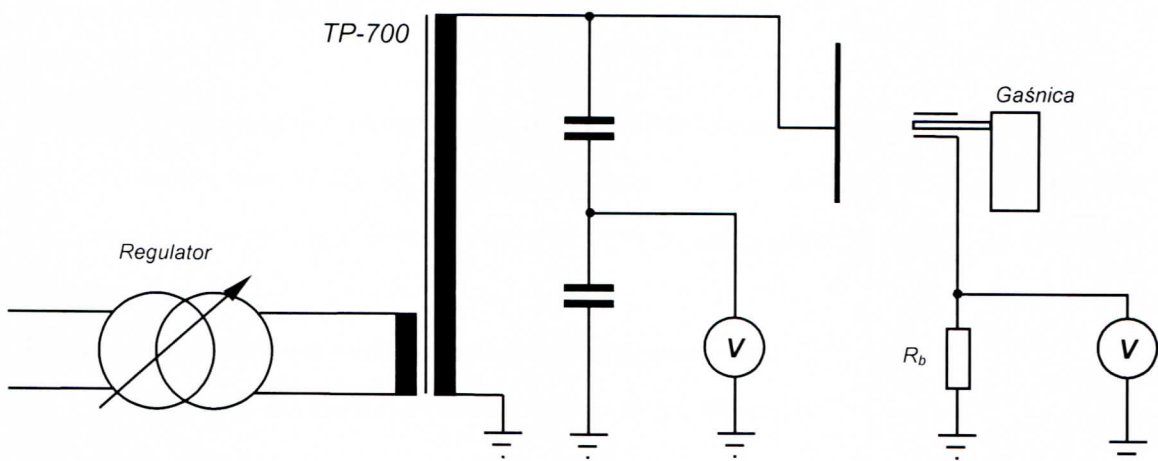 TP-700
Gaśnica
Regulator
V
R_b
V